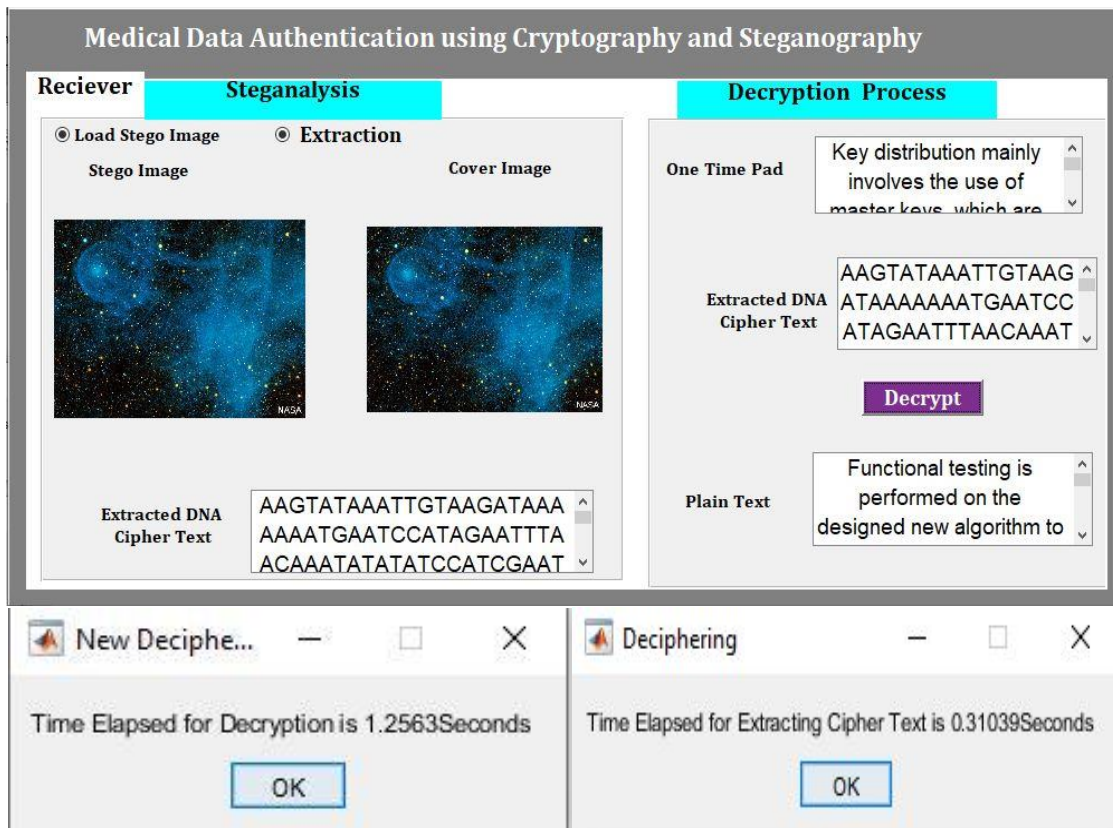 Medical Data Authentication using Cryptography and Steganography
Reciever
Steganalysis
Load Stego Image
Extraction
Stego Image
Cover Image
NASA
NASA
Extracted DNA
Cipher Text
AAGTATAAATTGTAAGATAAA
AAAATGAATCCATAGAATTTA
ACAAATATATATCCATCGAAT
Decryption Process
One Time Pad
Key distribution mainly
involves the use of
master keys, which are
Extracted DNA
Cipher Text
AAGTATAAATTGTAAG
ATAAAAAAATGAATCC
ATAGAATTTAACAAAT
Decrypt
Plain Text
Functional testing is
performed on the
designed new algorithm to
New Deciphe...
Time Elapsed for Decryption is 1.2563Seconds
OK
Deciphering
Time Elapsed for Extracting Cipher Text is 0.31039Seconds
OK